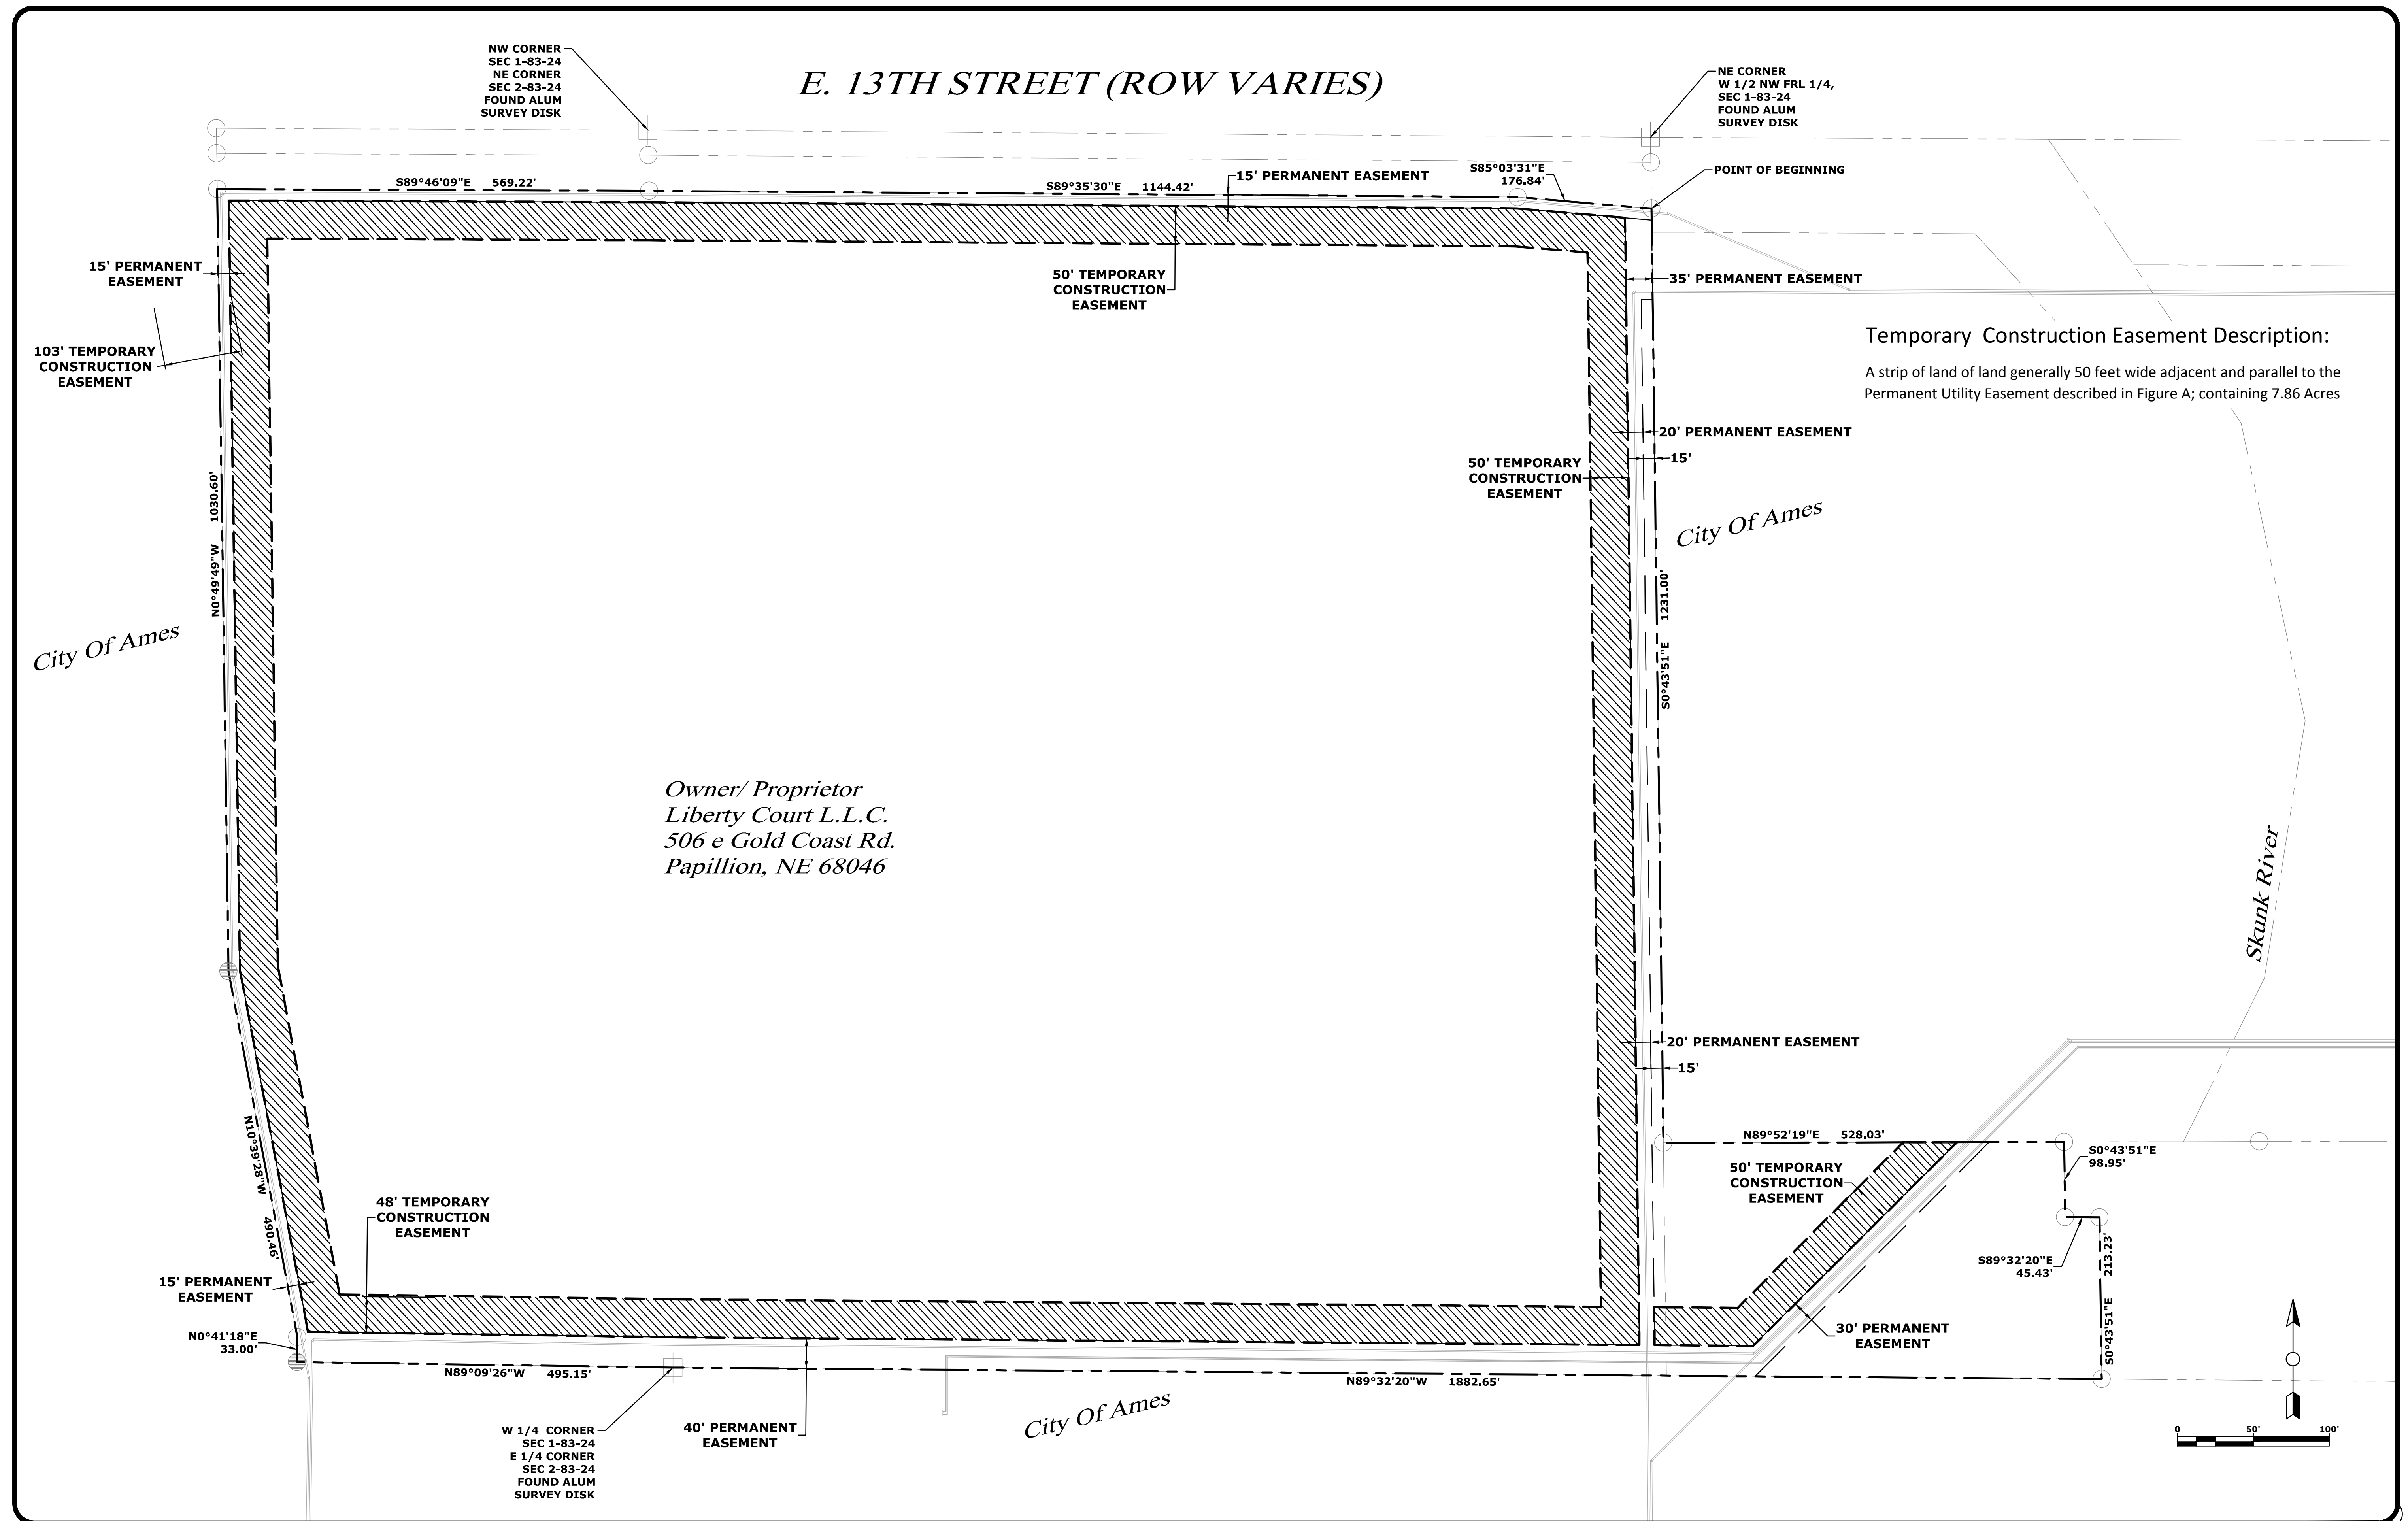 NW CORNER
SEC 1-83-24
NE CORNER
SEC 2-83-24
FOUND ALUM
SURVEY DISK
E. 13TH STREET (ROW VARIES)
NE CORNER
W 1/2 NW FRL 1/4,
SEC 1-83-24
FOUND ALUM
SURVEY DISK
S89°46'09"E 569.22'
S89°35'30"E 1144.42'
15' PERMANENT EASEMENT
S85°03'31"E
176.84'
POINT OF BEGINNING
15' PERMANENT
EASEMENT
50' TEMPORARY
CONSTRUCTION
EASEMENT
35' PERMANENT EASEMENT
103' TEMPORARY
CONSTRUCTION
EASEMENT
Temporary Construction Easement Description:
A strip of land of land generally 50 feet wide adjacent and parallel to the
Permanent Utility Easement described in Figure A; containing 7.86 Acres
20' PERMANENT EASEMENT
15'
50' TEMPORARY
CONSTRUCTION
EASEMENT
N0°49'49"W 1030.60'
City Of Ames
City Of Ames
S0°43'51"E 1231.00'
Owner/ Proprietor
Liberty Court L.L.C.
506 e Gold Coast Rd.
Papillion, NE 68046
Skunk River
20' PERMANENT EASEMENT
15'
N10°39'28"W 490.46'
N89°52'19"E 528.03'
S0°43'51"E
98.95'
50' TEMPORARY
CONSTRUCTION
EASEMENT
48' TEMPORARY
CONSTRUCTION
EASEMENT
S89°32'20"E
45.43'
S0°43'51"E 213.23'
15' PERMANENT
EASEMENT
30' PERMANENT
EASEMENT
N0°41'18"E
33.00'
N89°09'26"W 495.15'
N89°32'20"W 1882.65'
City Of Ames
40' PERMANENT
EASEMENT
W 1/4 CORNER
SEC 1-83-24
E 1/4 CORNER
SEC 2-83-24
FOUND ALUM
SURVEY DISK
0 50' 100'